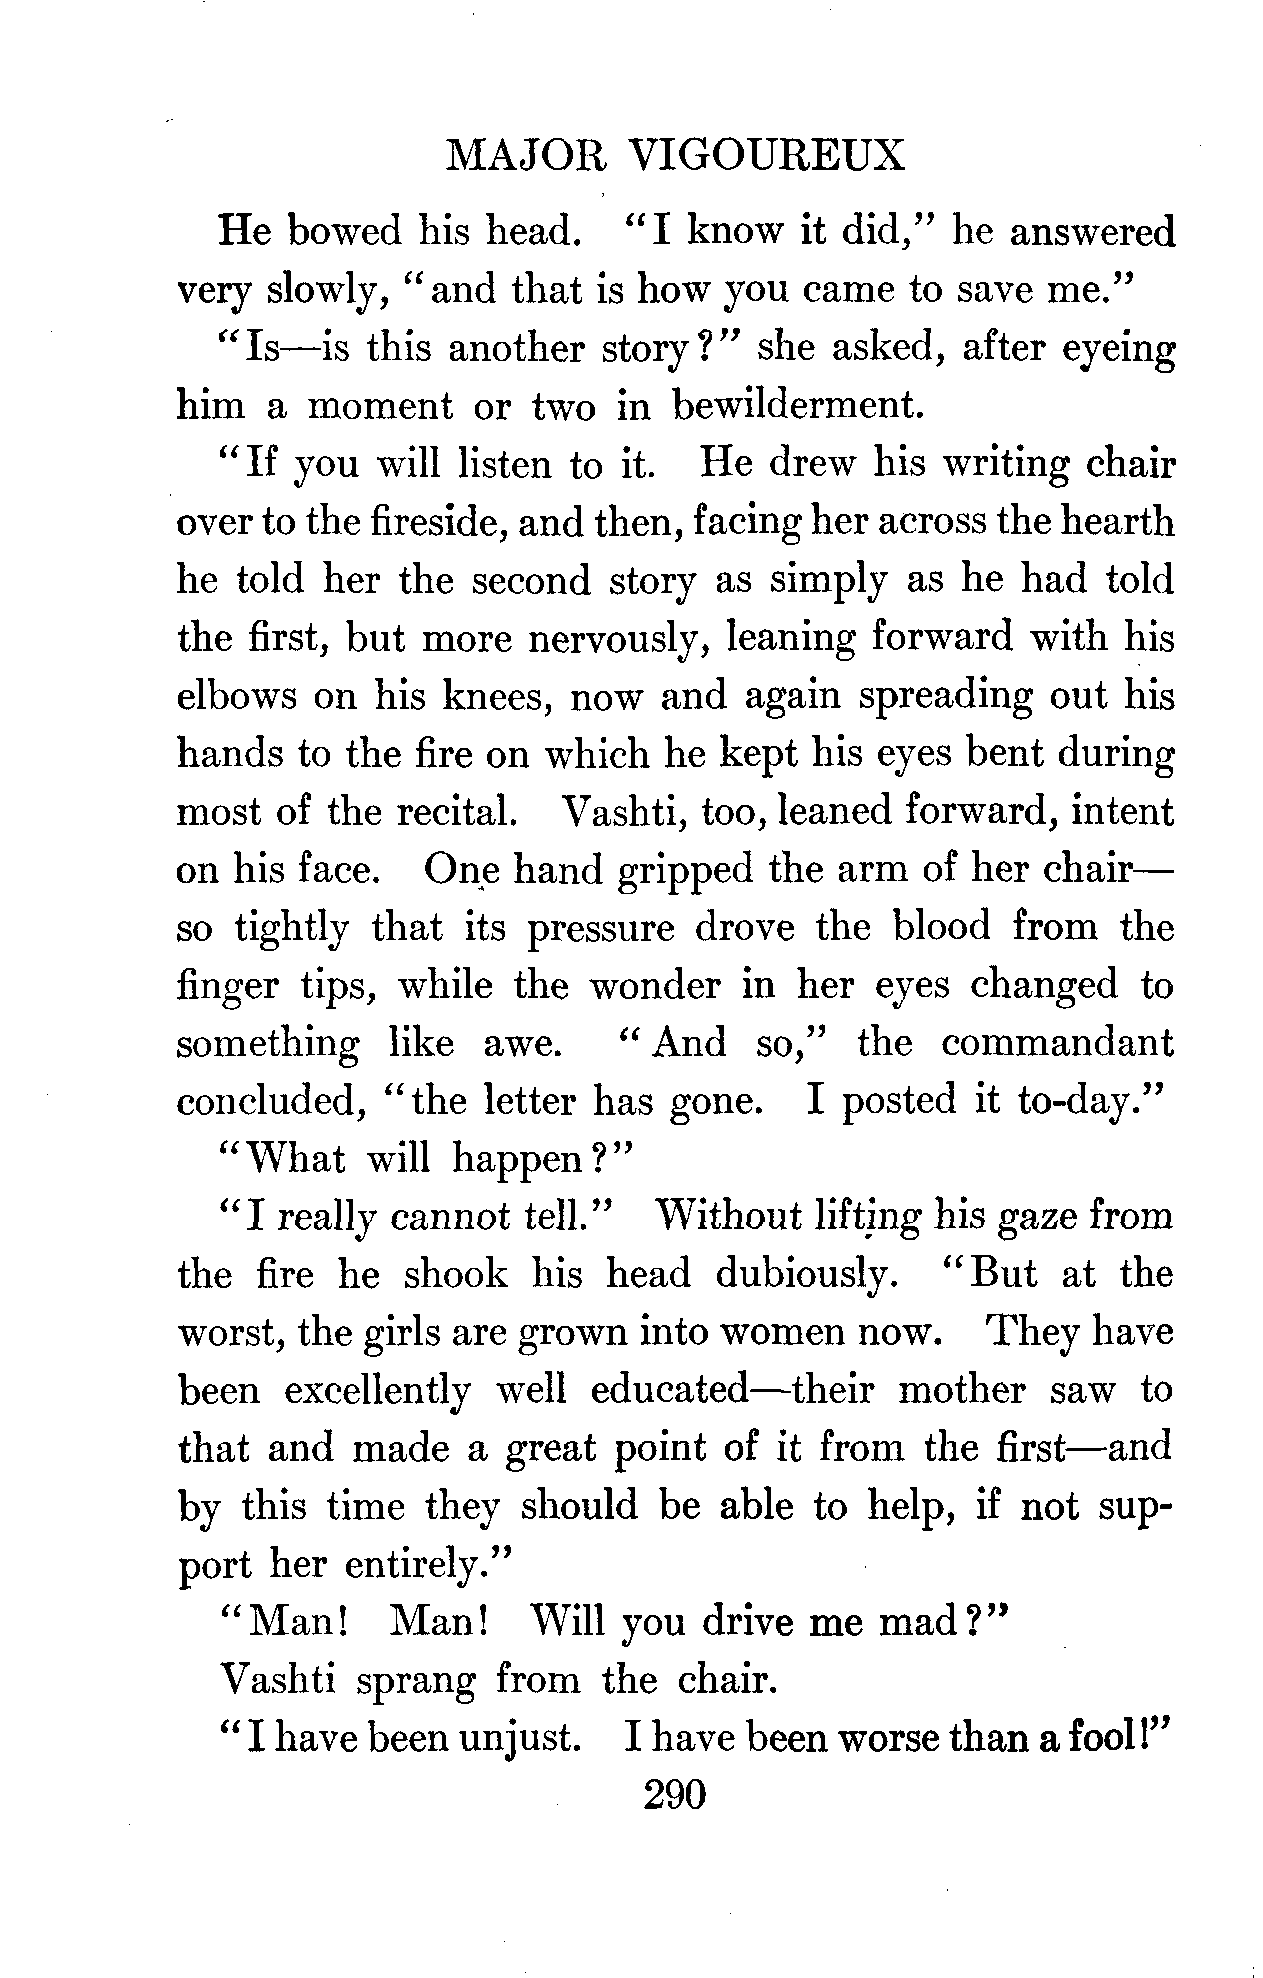 MAJOR VIGOUREUX
He bowed his head. "I know it did," he answered
very slowly, "and that is how you came to save me."
"Is—is this another story?" she asked, after eyeing
him a moment or two in bewilderment.
"If you will listen to it. He drew his writing chair
over to the fireside, and then, facing her across the hearth
he told her the second story as simply as he had told
the first, but more nervously, leaning forward with his
elbows on his knees, now and again spreading out his
hands to the fire on which he kept his eyes bent during
most of the recital. Vashti, too, leaned forward, intent
on his face. One hand gripped the arm of her chair—
so tightly that its pressure drove the blood from the
finger tips, while the wonder in her eyes changed to
something like awe. "And so," the commandant
concluded, "the letter has gone. I posted it to-day."
"What will happen?"
"I really cannot tell." Without lifting his gaze from
the fire he shook his head dubiously. "But at the
worst, the girls are grown into women now. They have
been excellently well educated—their mother saw to
that and made a great point of it from the first—and
by this time they should be able to help, if not sup-
port her entirely."
"Man! Man! Will you drive me mad?"
Vashti sprang from the chair.
"I have been unjust. I have been worse than a fool!"
290